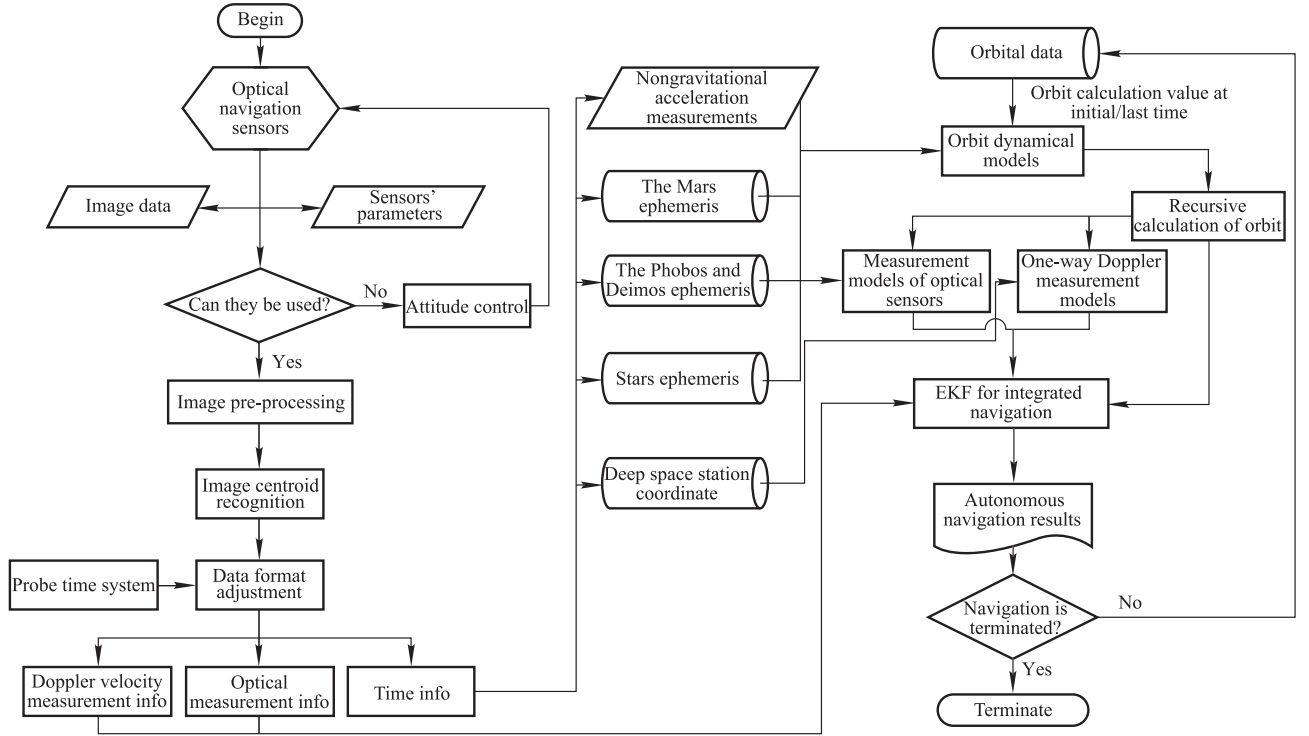 Begin
Optical
navigation
sensors
Image data
Sensors'
parameters
Can they be used?
No
Attitude control
Yes
Image pre-processing
Image centroid
recognition
Probe time system
Data format
adjustment
Doppler velocity
measurement info
Optical
measurement info
Time info
Nongravitational
acceleration
measurements
The Mars
ephemeris
The Phobos and
Deimos ephemeris
Stars ephemeris
Deep space station
coordinate
Orbital data
Orbit calculation value at
initial/last time
Orbit dynamical
models
Recursive
calculation of orbit
Measurement
models of optical
sensors
One-way Doppler
measurement
models
EKF for integrated
navigation
Autonomous
navigation results
Navigation is
terminated?
No
Yes
Terminate